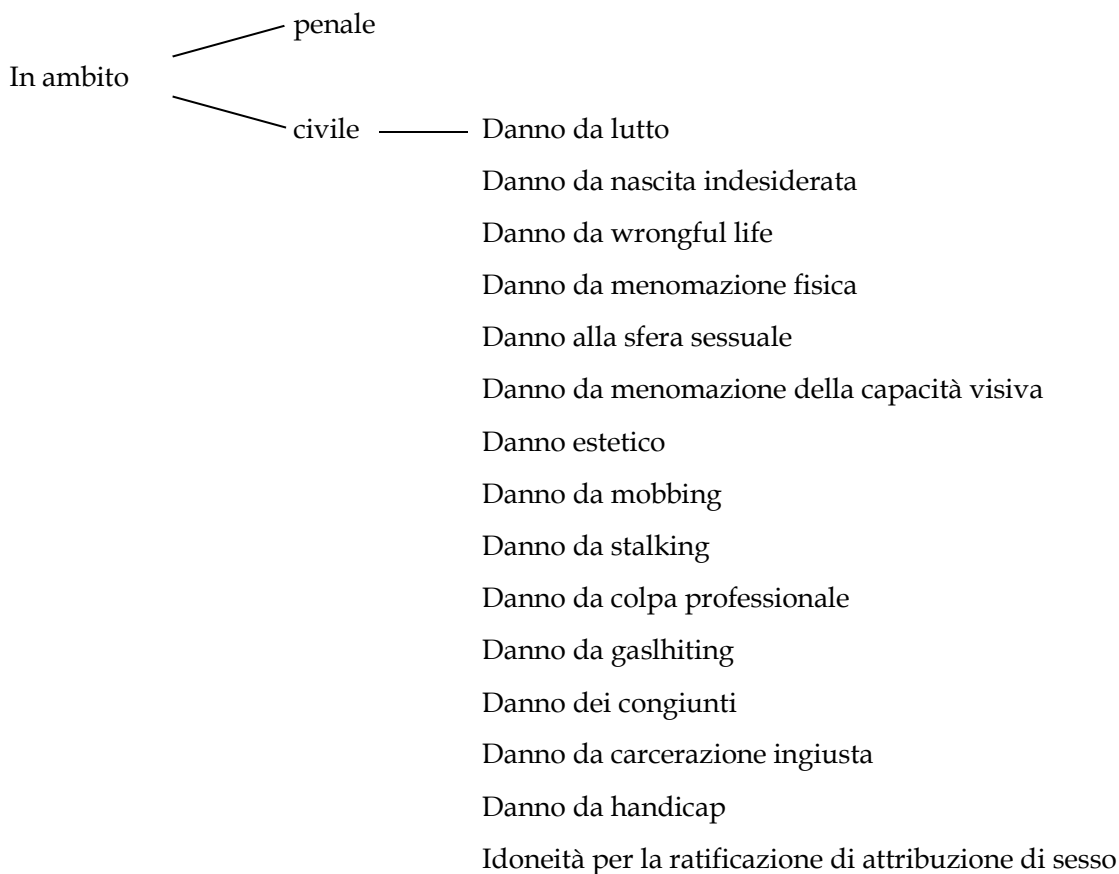 penale
In ambito
civile Danno da lutto
Danno da nascita indesiderata
Danno da wrongful life
Danno da menomazione fisica
Danno alla sfera sessuale
Danno da menomazione della capacità visiva
Danno estetico
Danno da mobbing
Danno da stalking
Danno da colpa professionale
Danno da gaslhiting
Danno dei congiunti
Danno da carcerazione ingiusta
Danno da handicap
Idoneità per la ratificazione di attribuzione di sesso